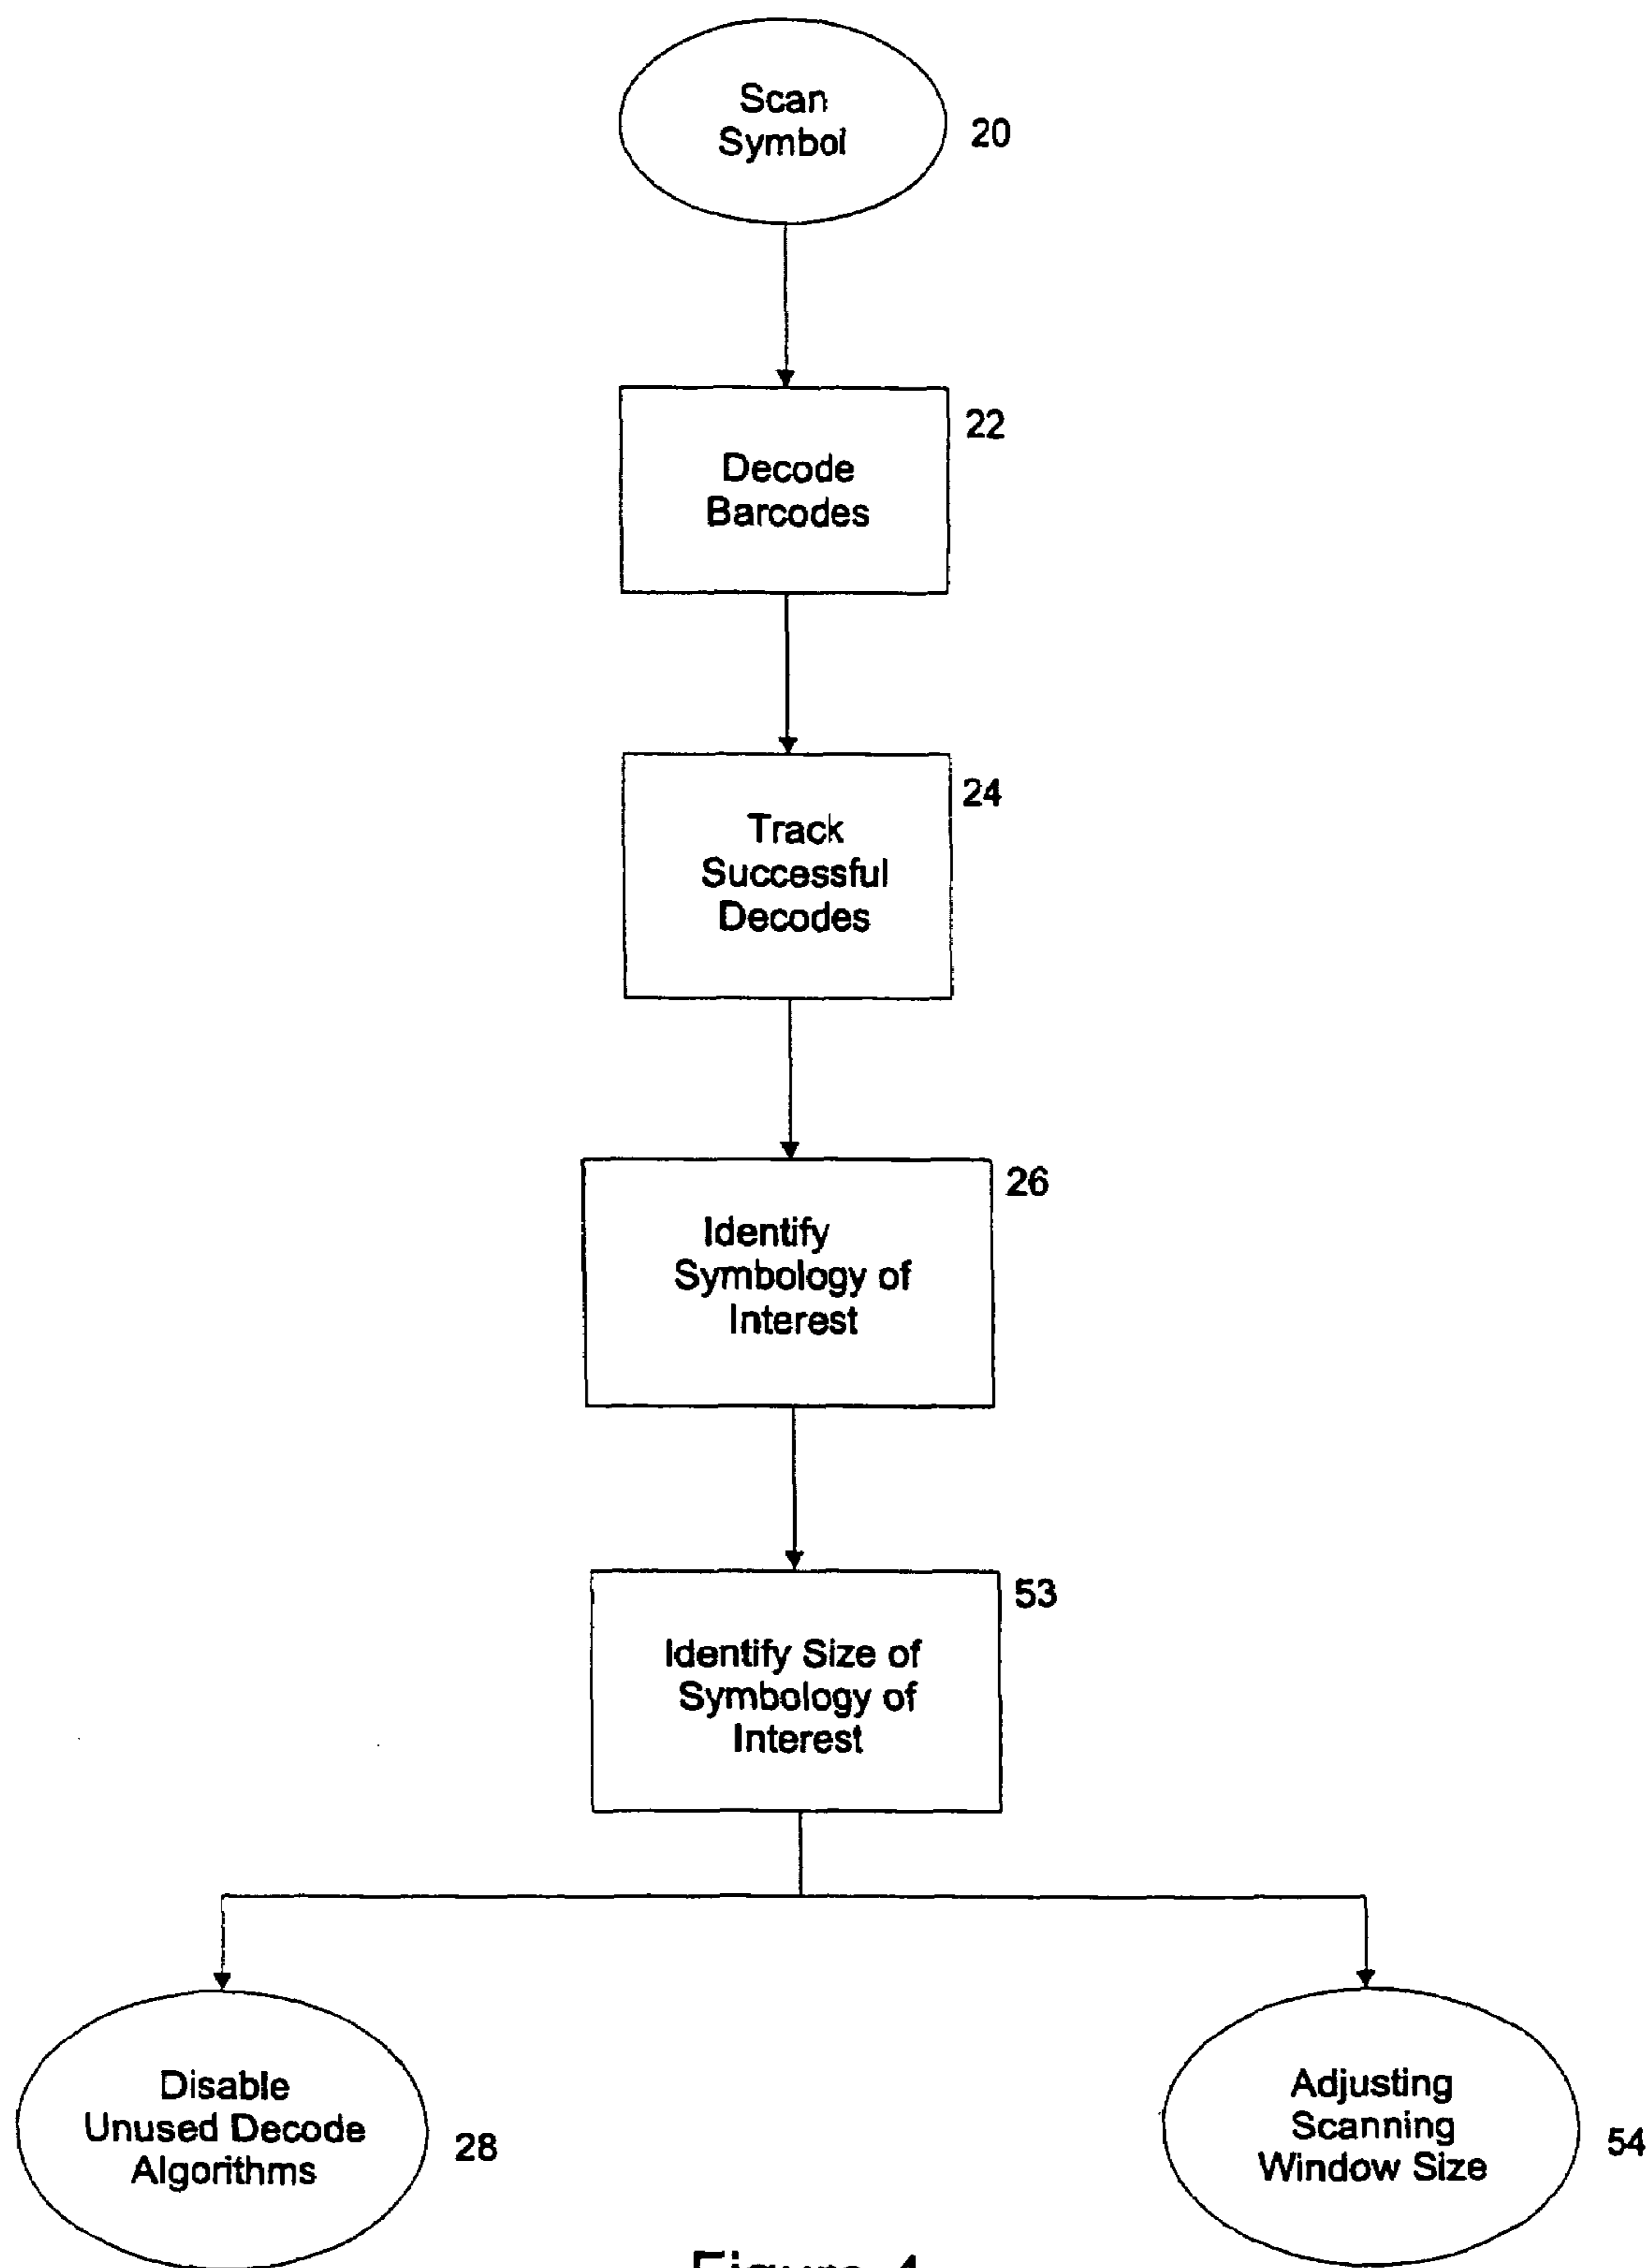 Scan
Symbol
20
22
Decode
Barcodes
24
Track
Successful
Decodes
26
Identify
Symbology of
Interest
53
Identify Size of
Symbology of
Interest
Disable
Unused Decode
Algorithms
28
Adjusting
Scanning
Window Size
54
Figure